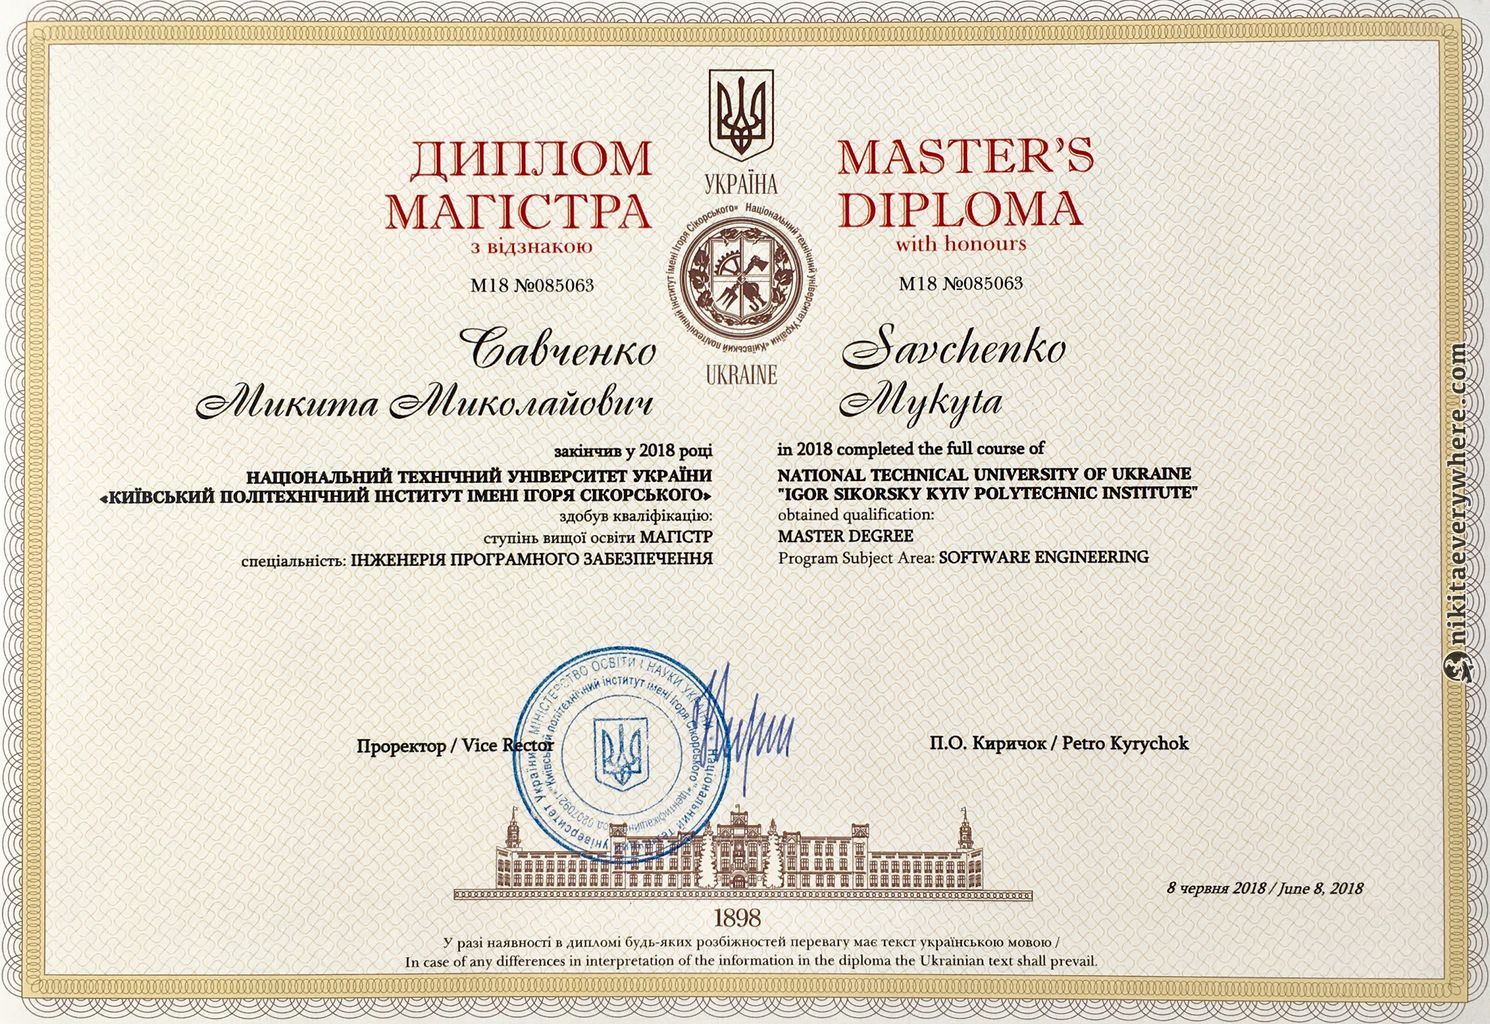 УКРАЇНА
Національний технічний університет України «Київський політехнічний інститут імені Ігоря Сікорського»
UKRAINE
ДИПЛОМ
МАГІСТРА
з відзнакою
М18 №085063
Савченко
Микита Миколайович
закінчив у 2018 році
НАЦІОНАЛЬНИЙ ТЕХНІЧНИЙ УНІВЕРСИТЕТ УКРАЇНИ
«КИЇВСЬКИЙ ПОЛІТЕХНІЧНИЙ ІНСТИТУТ ІМЕНІ ІГОРЯ СІКОРСЬКОГО»
здобув кваліфікацію:
ступінь вищої освіти МАГІСТР
спеціальність: ІНЖЕНЕРІЯ ПРОГРАМНОГО ЗАБЕЗПЕЧЕННЯ
MASTER'S
DIPLOMA
with honours
M18 №085063
Savchenko
Mykyta
in 2018 completed the full course of
NATIONAL TECHNICAL UNIVERSITY OF UKRAINE
"IGOR SIKORSKY KYIV POLYTECHNIC INSTITUTE"
obtained qualification:
MASTER DEGREE
Program Subject Area: SOFTWARE ENGINEERING
nikitaeverywhere.com
МІНІСТЕРСТВО ОСВІТИ І НАУКИ УКРАЇНИ
Національний технічний університет України
"Київський політехнічний інститут імені Ігоря Сікорського"
Ідентифікаційний код 02070921
Проректор / Vice Rector
П.О. Киричок / Petro Kyrychok
8 червня 2018 / June 8, 2018
1898
У разі наявності в дипломі будь-яких розбіжностей перевагу має текст українською мовою /
In case of any differences in interpretation of the information in the diploma the Ukrainian text shall prevail.